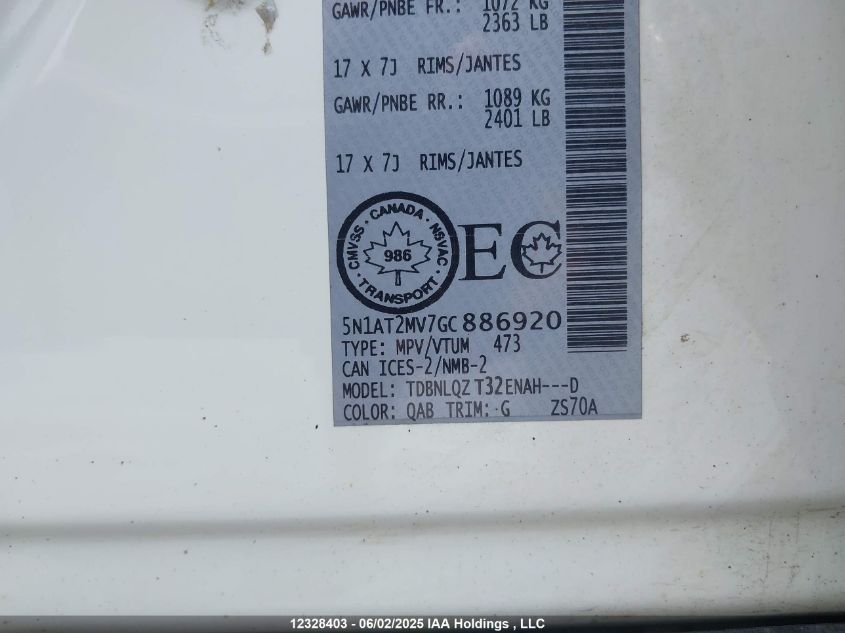 GAWR/PNBE FR.: 1072 KG
2363 LB
17 X 7J RIMS/JANTES
GAWR/PNBE RR.: 1089 KG
2401 LB
17 X 7J RIMS/JANTES
CANADA
CMVSS · NSVAC
986
TRANSPORT
EC
5N1AT2MV7GC886920
TYPE: MPV/VTUM 473
CAN ICES-2/NMB-2
MODEL: TDBNLQZ T32ENAH---D
COLOR: QAB TRIM: G ZS70A
12328403 - 06/02/2025 IAA Holdings , LLC